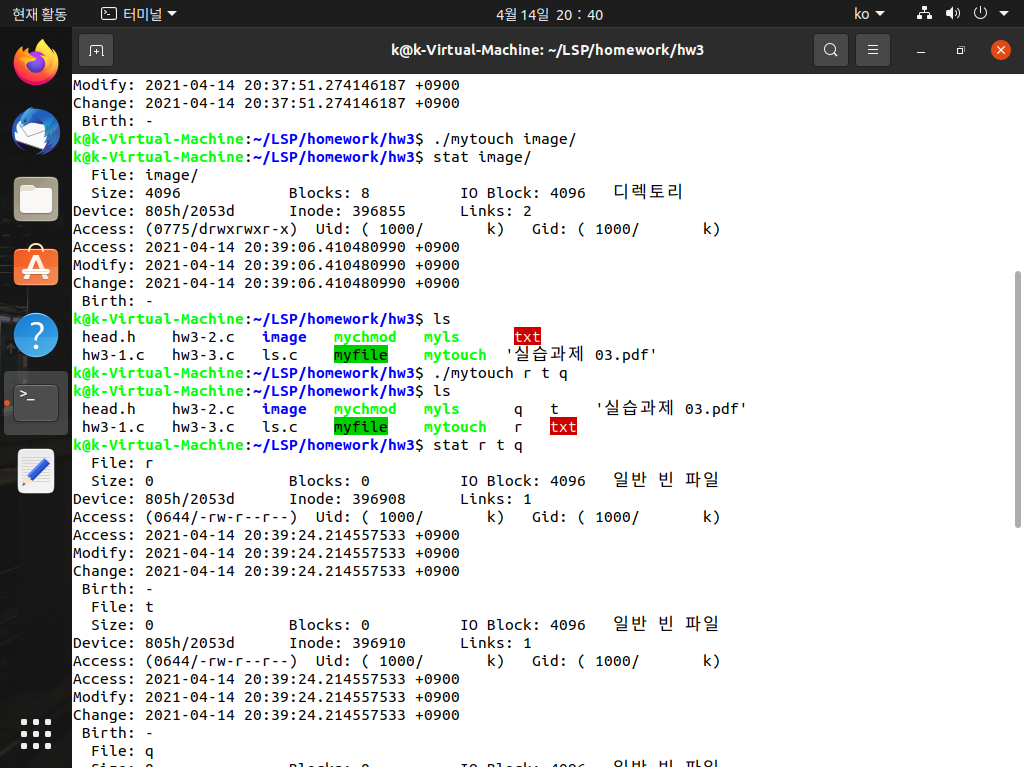 현재 활동 터미널 4월 14일 20 : 40 ko
k@k-Virtual-Machine: ~/LSP/homework/hw3
Modify: 2021-04-14 20:37:51.274146187 +0900
Change: 2021-04-14 20:37:51.274146187 +0900
Birth: -
k@k-Virtual-Machine:~/LSP/homework/hw3$ ./mytouch image/
k@k-Virtual-Machine:~/LSP/homework/hw3$ stat image/
File: image/
Size: 4096 Blocks: 8 IO Block: 4096 디렉토리
Device: 805h/2053d Inode: 396855 Links: 2
Access: (0775/drwxrwxr-x) Uid: ( 1000/ k) Gid: ( 1000/ k)
Access: 2021-04-14 20:39:06.410480990 +0900
Modify: 2021-04-14 20:39:06.410480990 +0900
Change: 2021-04-14 20:39:06.410480990 +0900
Birth: -
k@k-Virtual-Machine:~/LSP/homework/hw3$ ls
head.h hw3-2.c image mychmod myls txt
hw3-1.c hw3-3.c ls.c myfile mytouch '실습과제 03.pdf'
k@k-Virtual-Machine:~/LSP/homework/hw3$ ./mytouch r t q
k@k-Virtual-Machine:~/LSP/homework/hw3$ ls
head.h hw3-2.c image mychmod myls q t '실습과제 03.pdf'
hw3-1.c hw3-3.c ls.c myfile mytouch r txt
k@k-Virtual-Machine:~/LSP/homework/hw3$ stat r t q
File: r
Size: 0 Blocks: 0 IO Block: 4096 일반 빈 파일
Device: 805h/2053d Inode: 396908 Links: 1
Access: (0644/-rw-r--r--) Uid: ( 1000/ k) Gid: ( 1000/ k)
Access: 2021-04-14 20:39:24.214557533 +0900
Modify: 2021-04-14 20:39:24.214557533 +0900
Change: 2021-04-14 20:39:24.214557533 +0900
Birth: -
File: t
Size: 0 Blocks: 0 IO Block: 4096 일반 빈 파일
Device: 805h/2053d Inode: 396910 Links: 1
Access: (0644/-rw-r--r--) Uid: ( 1000/ k) Gid: ( 1000/ k)
Access: 2021-04-14 20:39:24.214557533 +0900
Modify: 2021-04-14 20:39:24.214557533 +0900
Change: 2021-04-14 20:39:24.214557533 +0900
Birth: -
File: q
Size: 0 Blocks: 0 IO Block: 4096 일반 빈 파일